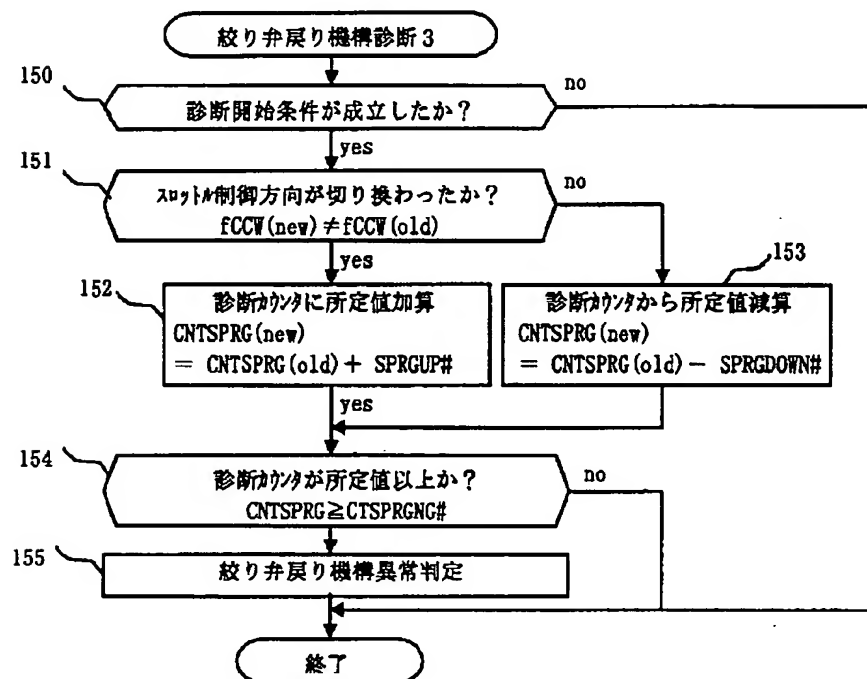 絞り弁戻り機構診断3
150
no
診断開始条件が成立したか？
yes
151
no
ｽﾛｯﾄﾙ制御方向が切り換わったか？
fCCW(new)≠fCCW(old)
yes
153
152
診断ｶｳﾝﾀに所定値加算
CNTSPRG(new)
= CNTSPRG(old)+ SPRGUP#
診断ｶｳﾝﾀから所定値減算
CNTSPRG(new)
= CNTSPRG(old)− SPRGDOWN#
yes
154
no
診断ｶｳﾝﾀが所定値以上か？
CNTSPRG≧CTSPRGNG#
155
絞り弁戻り機構異常判定
終了